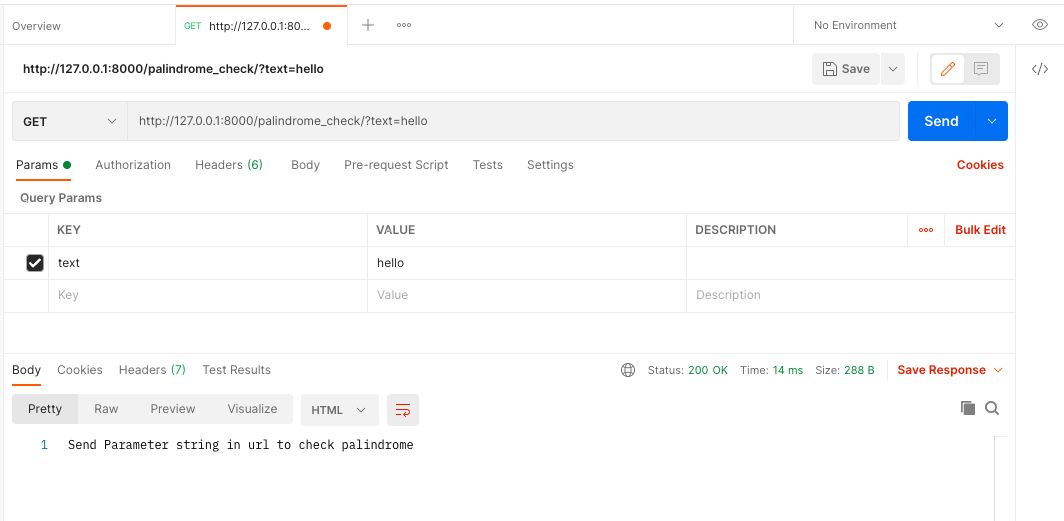 Overview
GET http://127.0.0.1:80...
No Environment
http://127.0.0.1:8000/palindrome_check/?text=hello
Save
GET
http://127.0.0.1:8000/palindrome_check/?text=hello
Send
Params Authorization Headers (6) Body Pre-request Script Tests Settings Cookies
Query Params
KEY VALUE DESCRIPTION Bulk Edit
text hello
Key Value Description
Body Cookies Headers (7) Test Results Status: 200 OK Time: 14 ms Size: 288 B Save Response
Pretty Raw Preview Visualize HTML
1 Send Parameter string in url to check palindrome